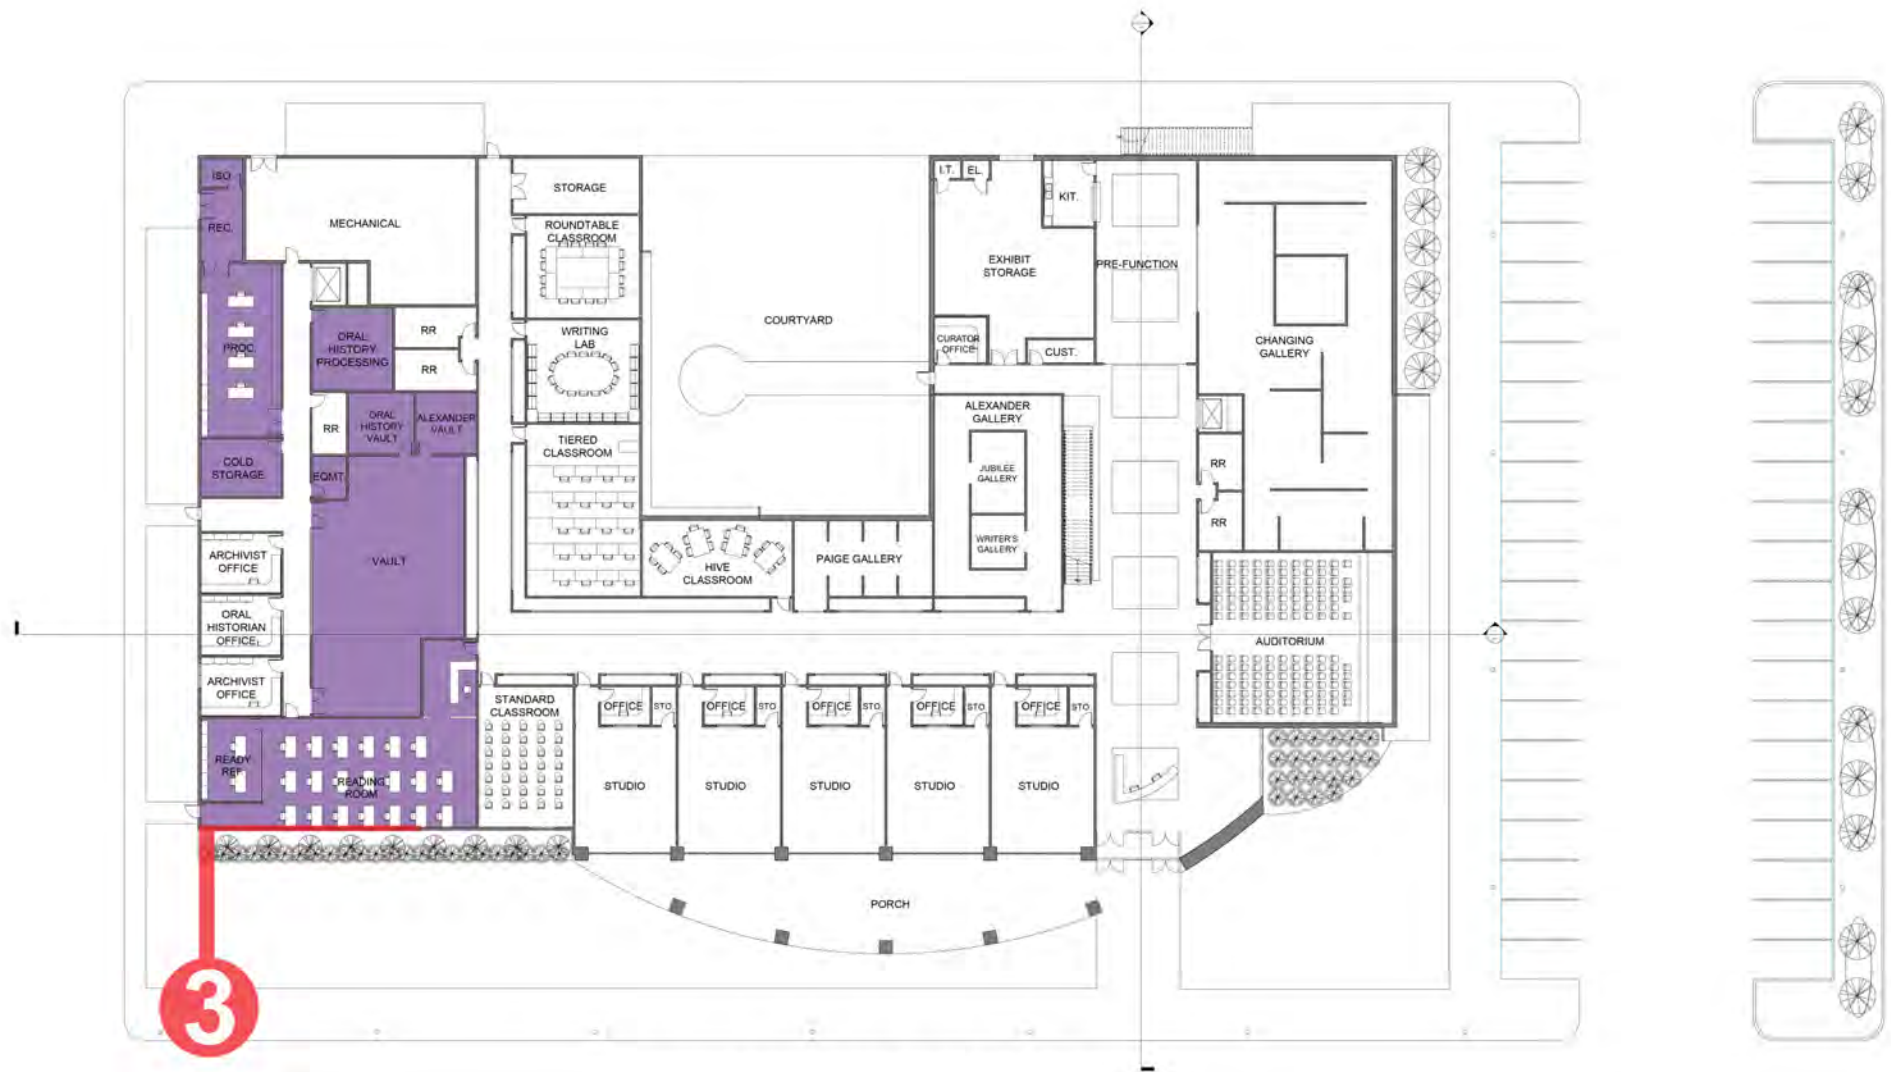 ISO
REC.
MECHANICAL
STORAGE
I.T.
EL.
KIT.
ROUNDTABLE
CLASSROOM
EXHIBIT
STORAGE
PRE-FUNCTION
COURTYARD
PROC.
ORAL
HISTORY
PROCESSING
RR
RR
WRITING
LAB
CURATOR
OFFICE
CUST.
CHANGING
GALLERY
RR
ORAL
HISTORY
VAULT
ALEXANDER
VAULT
ALEXANDER
GALLERY
TIERED
CLASSROOM
COLD
STORAGE
EQMT
JUBILEE
GALLERY
RR
RR
WRITER'S
GALLERY
ARCHIVIST
OFFICE
VAULT
HIVE
CLASSROOM
PAIGE GALLERY
ORAL
HISTORIAN
OFFICE
AUDITORIUM
ARCHIVIST
OFFICE
STANDARD
CLASSROOM
OFFICE
STO.
OFFICE
STO.
OFFICE
STO.
OFFICE
STO.
OFFICE
STO.
READY
REF.
READING
ROOM
STUDIO
STUDIO
STUDIO
STUDIO
STUDIO
PORCH
3